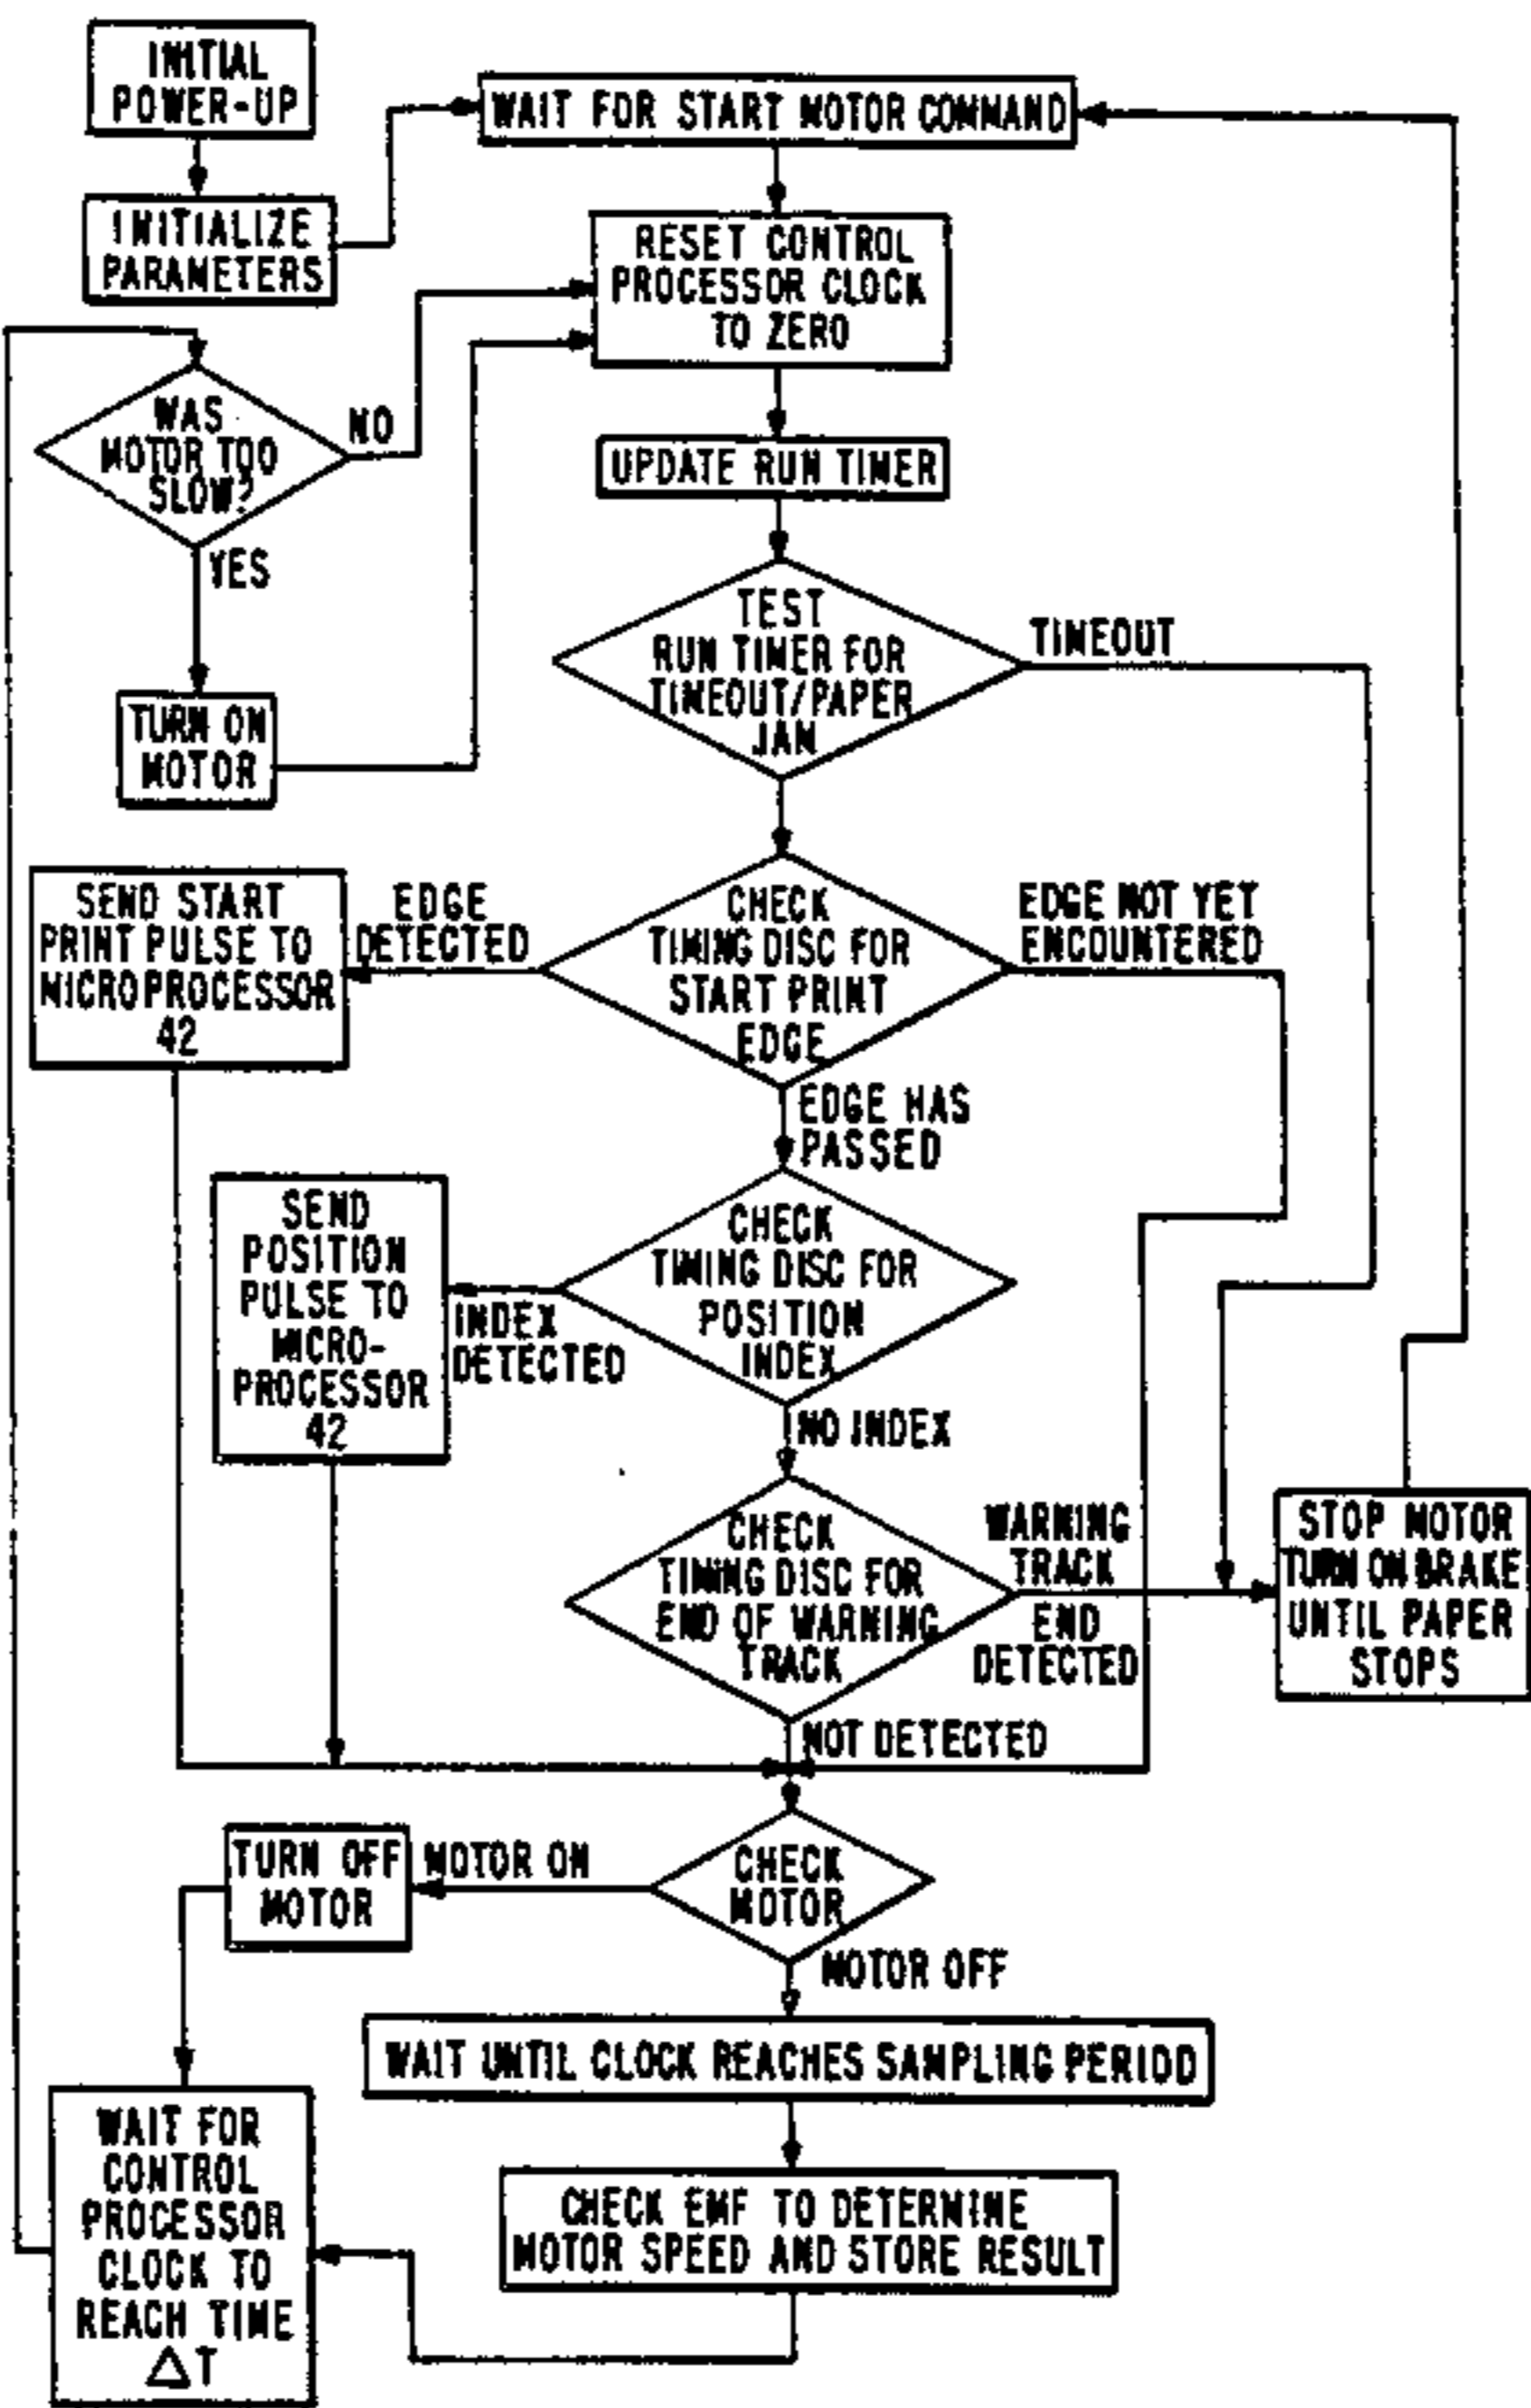 INITIAL
POWER-UP
WAIT FOR START MOTOR COMMAND
INITIALIZE
PARAMETERS
RESET CONTROL
PROCESSOR CLOCK
TO ZERO
WAS
MOTOR TOO
SLOW?
NO
YES
UPDATE RUN TIMER
TURN ON
MOTOR
TEST
RUN TIMER FOR
TIMEOUT/PAPER
JAM
TIMEOUT
SEND START
PRINT PULSE TO
MICROPROCESSOR
42
EDGE
DETECTED
CHECK
TIMING DISC FOR
START PRINT
EDGE
EDGE NOT YET
ENCOUNTERED
EDGE HAS
PASSED
SEND
POSITION
PULSE TO
MICRO-
PROCESSOR
42
INDEX
DETECTED
CHECK
TIMING DISC FOR
POSITION
INDEX
NO INDEX
CHECK
TIMING DISC FOR
END OF WARNING
TRACK
WARNING
TRACK
END
DETECTED
STOP MOTOR
TURN ON BRAKE
UNTIL PAPER
STOPS
NOT DETECTED
TURN OFF
MOTOR
MOTOR ON
CHECK
MOTOR
MOTOR OFF
WAIT UNTIL CLOCK REACHES SAMPLING PERIOD
WAIT FOR
CONTROL
PROCESSOR
CLOCK TO
REACH TIME
ΔT
CHECK EMF TO DETERMINE
MOTOR SPEED AND STORE RESULT